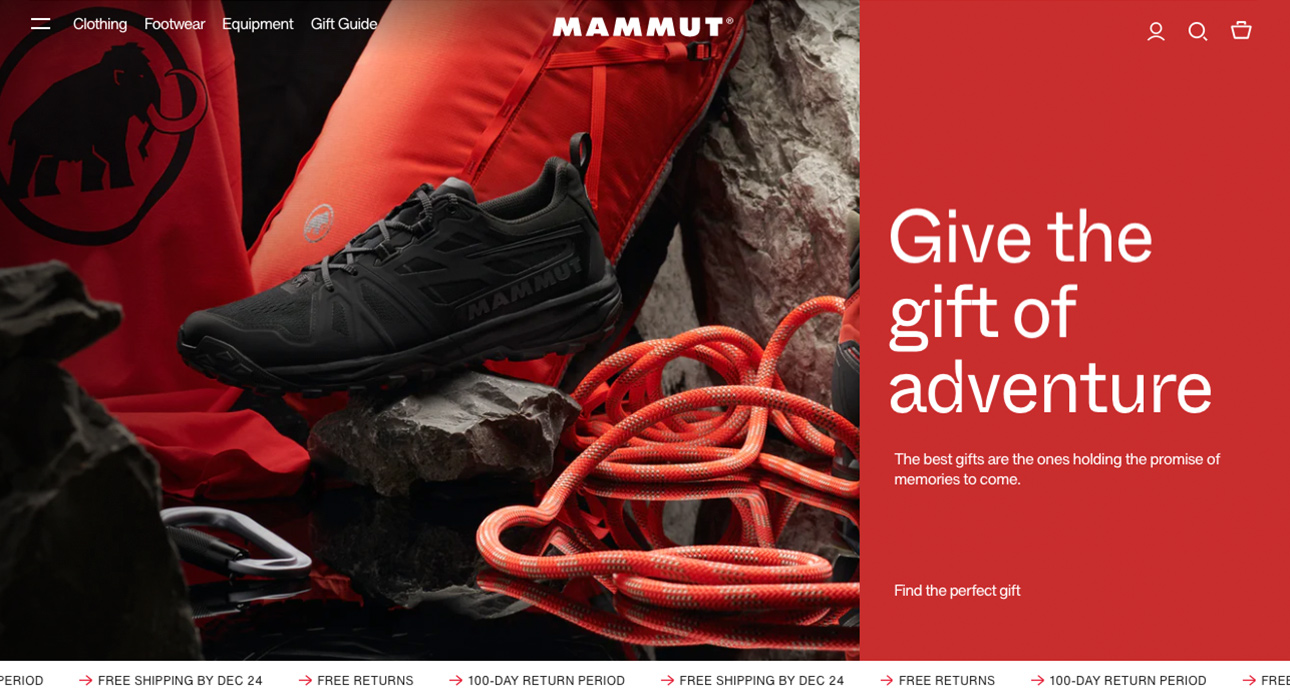 Clothing Footwear Equipment Gift Guide
MAMMUT®
MAMMUT
Give the
gift of
adventure
The best gifts are the ones holding the promise of
memories to come.
Find the perfect gift
PERIOD → FREE SHIPPING BY DEC 24 → FREE RETURNS → 100-DAY RETURN PERIOD → FREE SHIPPING BY DEC 24 → FREE RETURNS → 100-DAY RETURN PERIOD → FREE